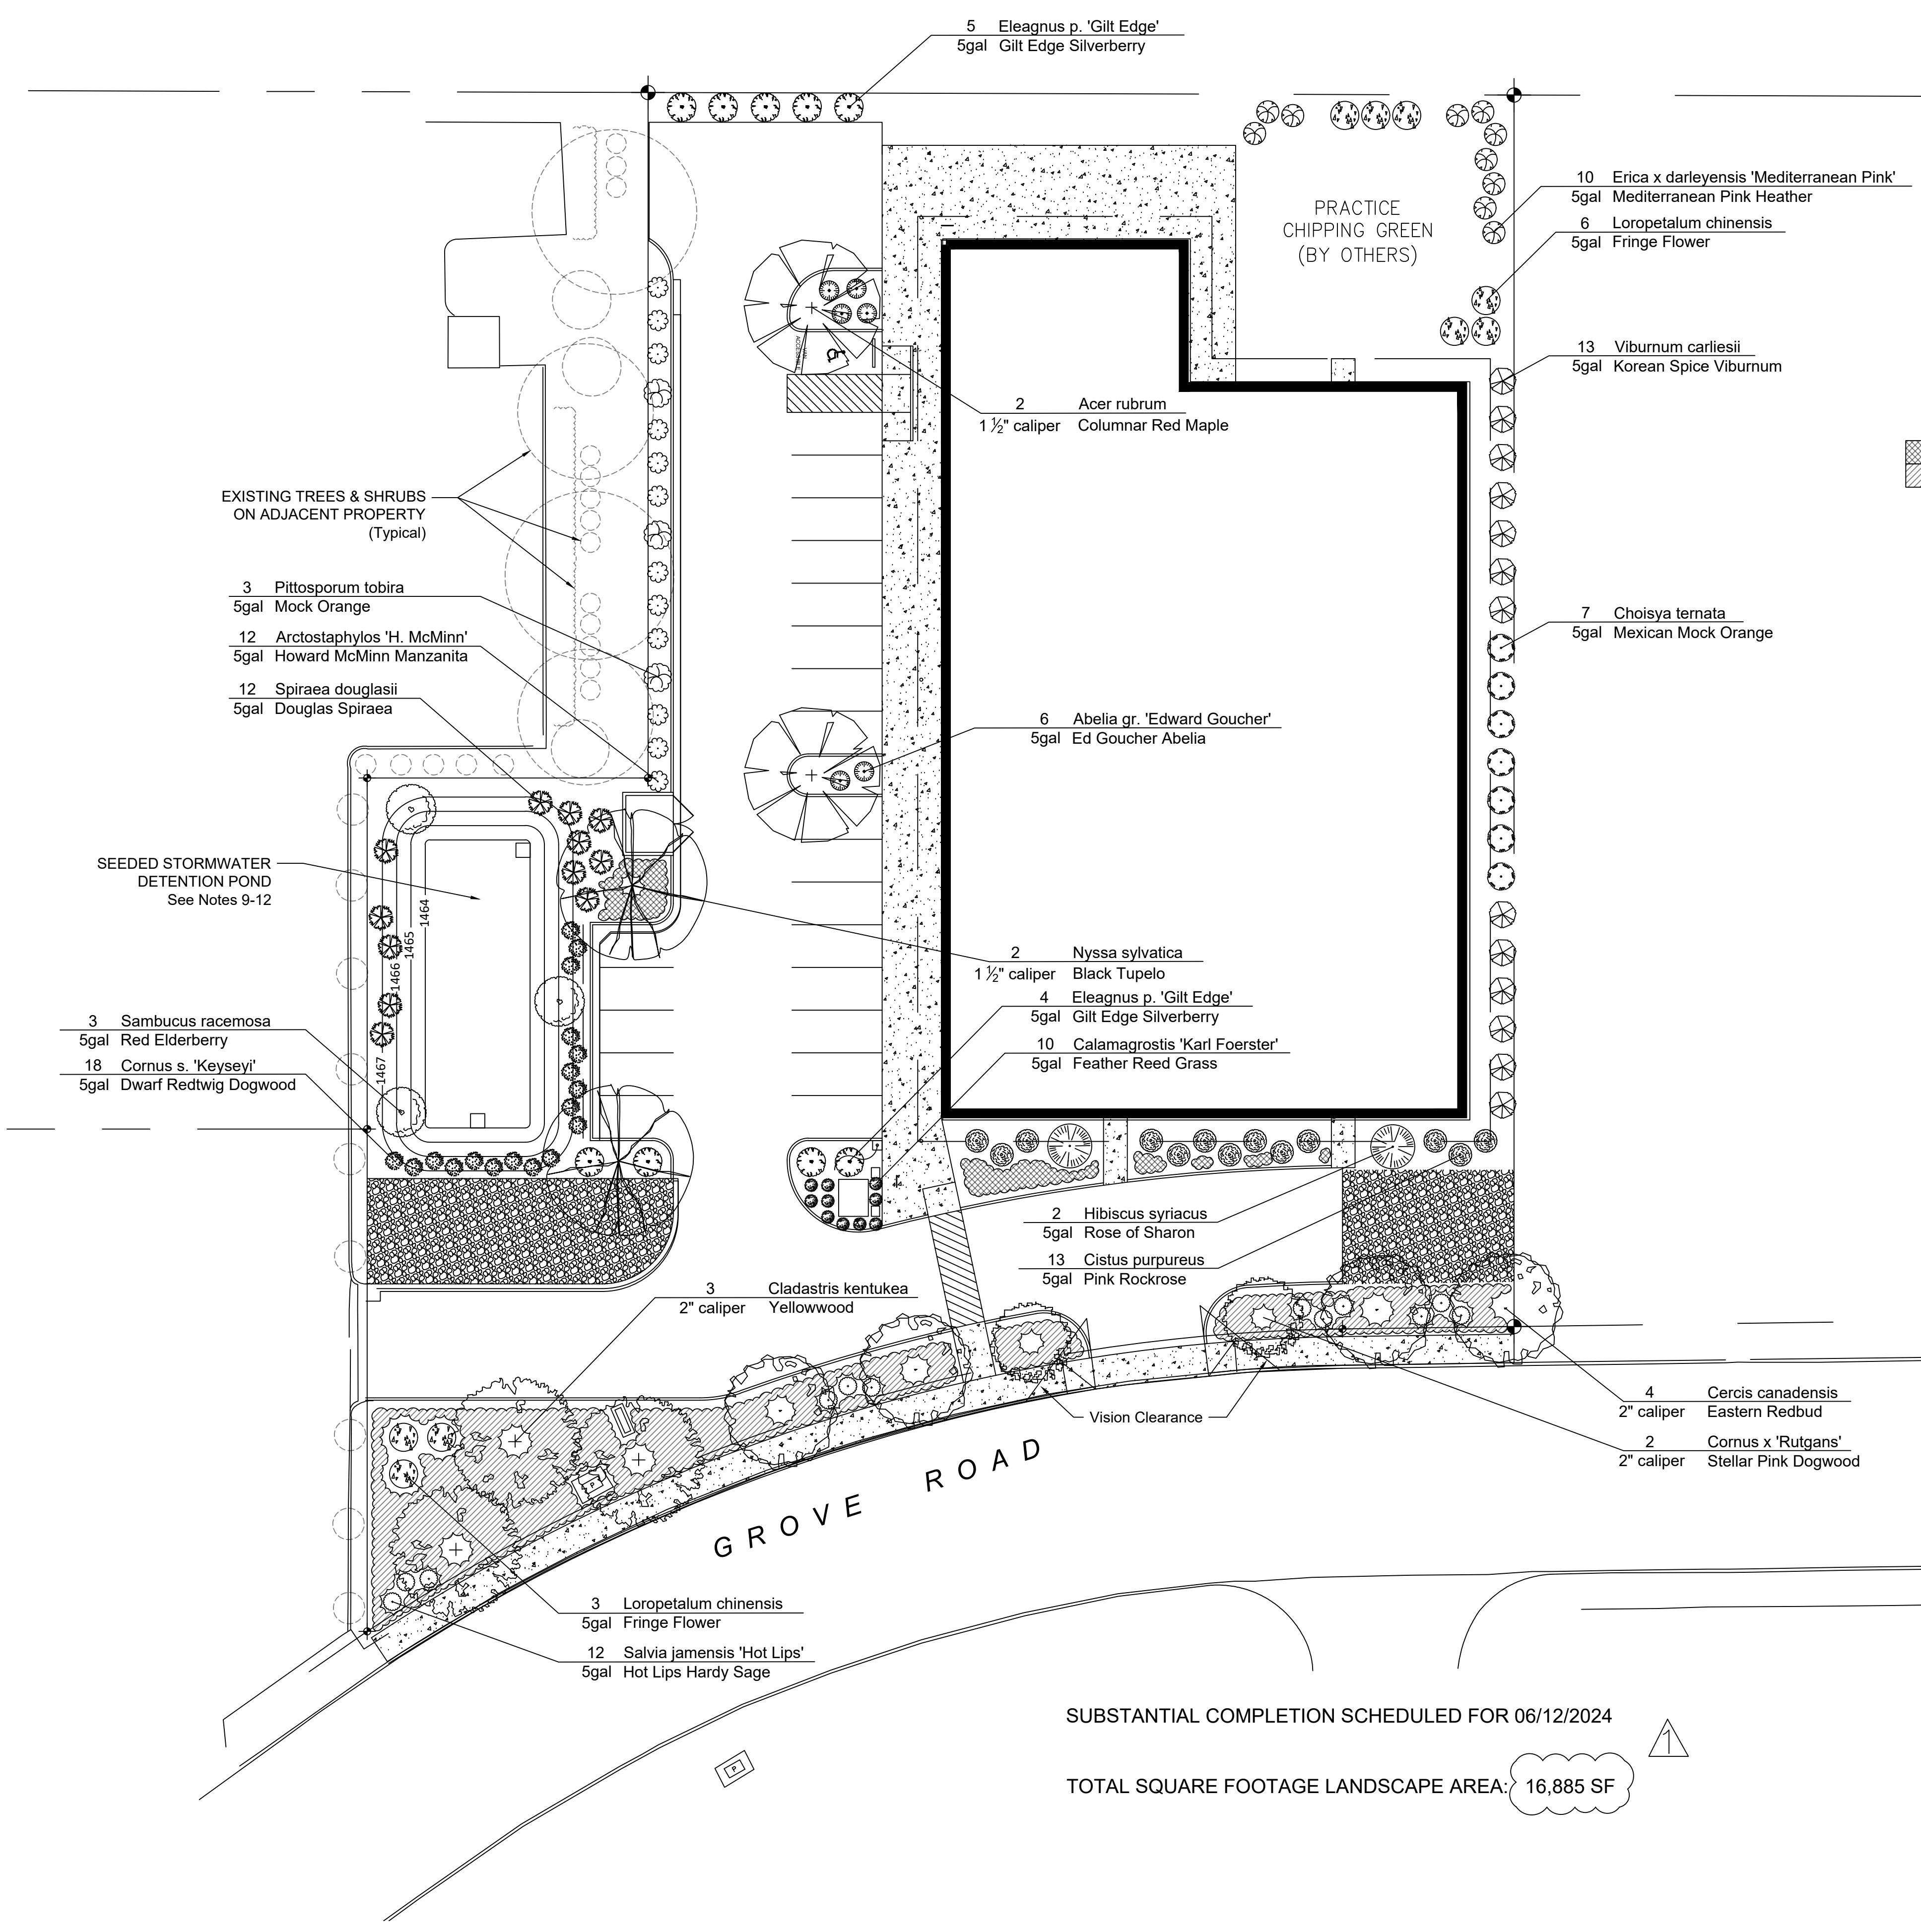 5 Eleagnus p. 'Gilt Edge'
5gal Gilt Edge Silverberry
10 Erica x darleyensis 'Mediterranean Pink'
5gal Mediterranean Pink Heather
PRACTICE
CHIPPING GREEN
(BY OTHERS)
6 Loropetalum chinensis
5gal Fringe Flower
13 Viburnum carliesii
5gal Korean Spice Viburnum
2 Acer rubrum
1 ½" caliper Columnar Red Maple
EXISTING TREES & SHRUBS
ON ADJACENT PROPERTY
(Typical)
3 Pittosporum tobira
5gal Mock Orange
12 Arctostaphylos 'H. McMinn'
5gal Howard McMinn Manzanita
12 Spiraea douglasii
5gal Douglas Spiraea
7 Choisya ternata
5gal Mexican Mock Orange
6 Abelia gr. 'Edward Goucher'
5gal Ed Goucher Abelia
SEEDED STORMWATER
DETENTION POND
See Notes 9-12
1464
1465
1466
1467
2 Nyssa sylvatica
1 ½" caliper Black Tupelo
4 Eleagnus p. 'Gilt Edge'
5gal Gilt Edge Silverberry
10 Calamagrostis 'Karl Foerster'
5gal Feather Reed Grass
3 Sambucus racemosa
5gal Red Elderberry
18 Cornus s. 'Keyseyi'
5gal Dwarf Redtwig Dogwood
2 Hibiscus syriacus
5gal Rose of Sharon
13 Cistus purpureus
5gal Pink Rockrose
3 Cladastris kentukea
2" caliper Yellowwood
Vision Clearance
4 Cercis canadensis
2" caliper Eastern Redbud
2 Cornus x 'Rutgans'
2" caliper Stellar Pink Dogwood
GROVE ROAD
P
3 Loropetalum chinensis
5gal Fringe Flower
12 Salvia jamensis 'Hot Lips'
5gal Hot Lips Hardy Sage
SUBSTANTIAL COMPLETION SCHEDULED FOR 06/12/2024
1
TOTAL SQUARE FOOTAGE LANDSCAPE AREA: 16,885 SF
P